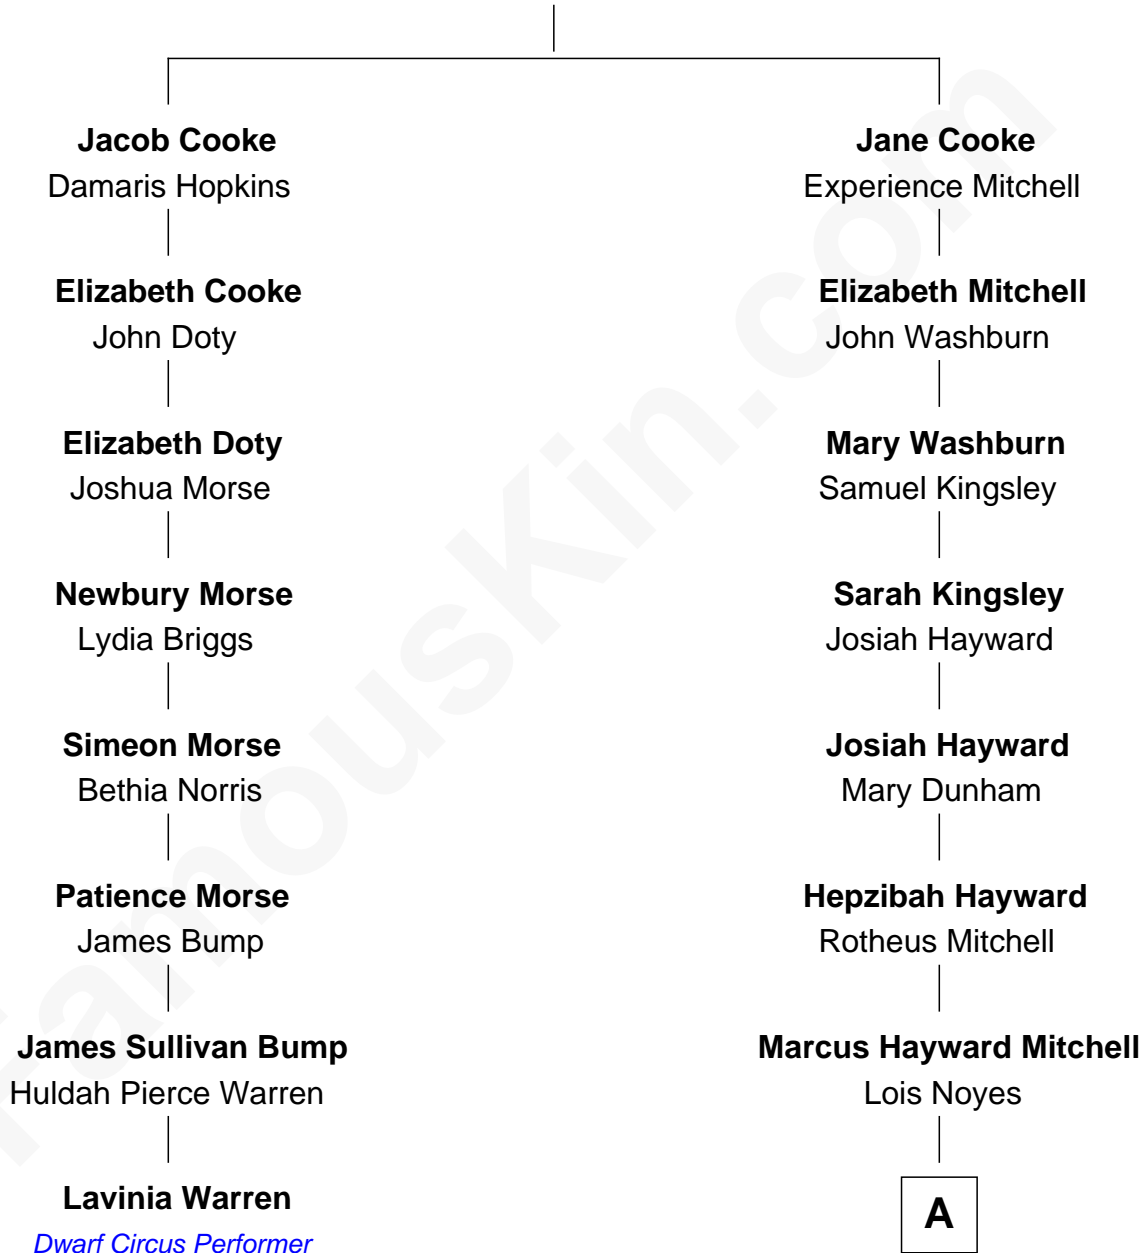 Jacob Cooke
Damaris Hopkins
Elizabeth Cooke
John Doty
Elizabeth Doty
Joshua Morse
Newbury Morse
Lydia Briggs
Simeon Morse
Bethia Norris
Patience Morse
James Bump
James Sullivan Bump
Huldah Pierce Warren
Lavinia Warren
Dwarf Circus Performer
Jane Cooke
Experience Mitchell
Elizabeth Mitchell
John Washburn
Mary Washburn
Samuel Kingsley
Sarah Kingsley
Josiah Hayward
Josiah Hayward
Mary Dunham
Hepzibah Hayward
Rotheus Mitchell
Marcus Hayward Mitchell
Lois Noyes
A
FamousKin.com